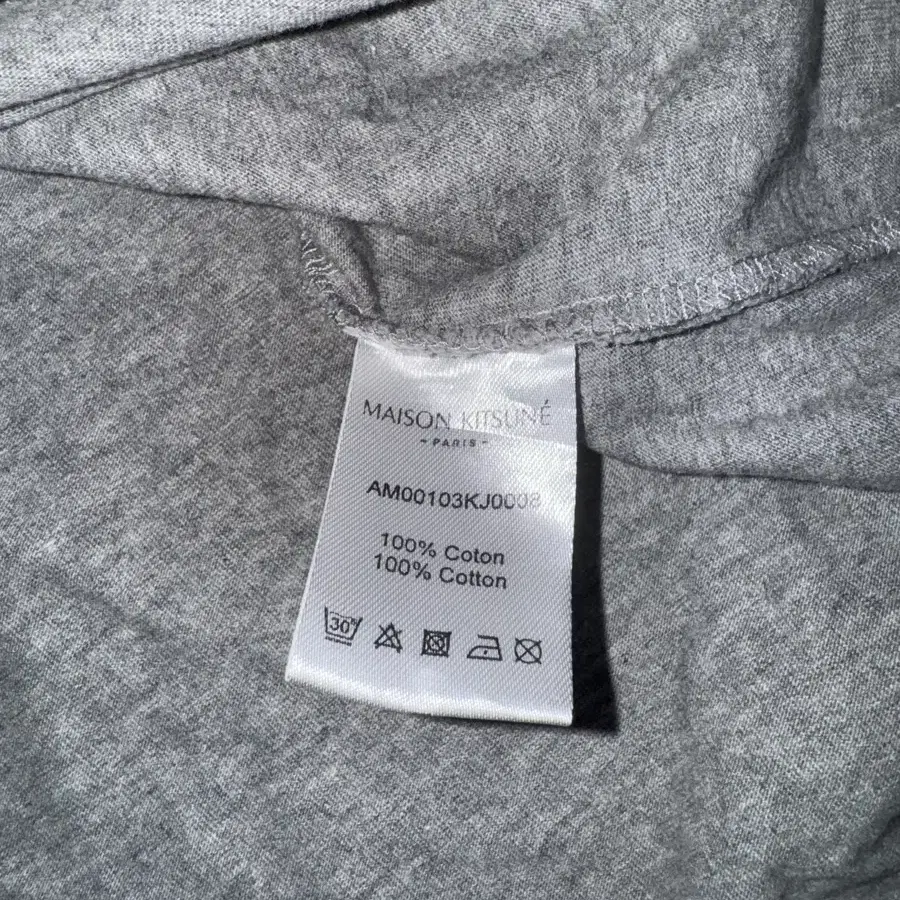 MAISON KITSUNÉ
- PARIS -
AM00103KJ0008
100% Coton
100% Cotton
30°